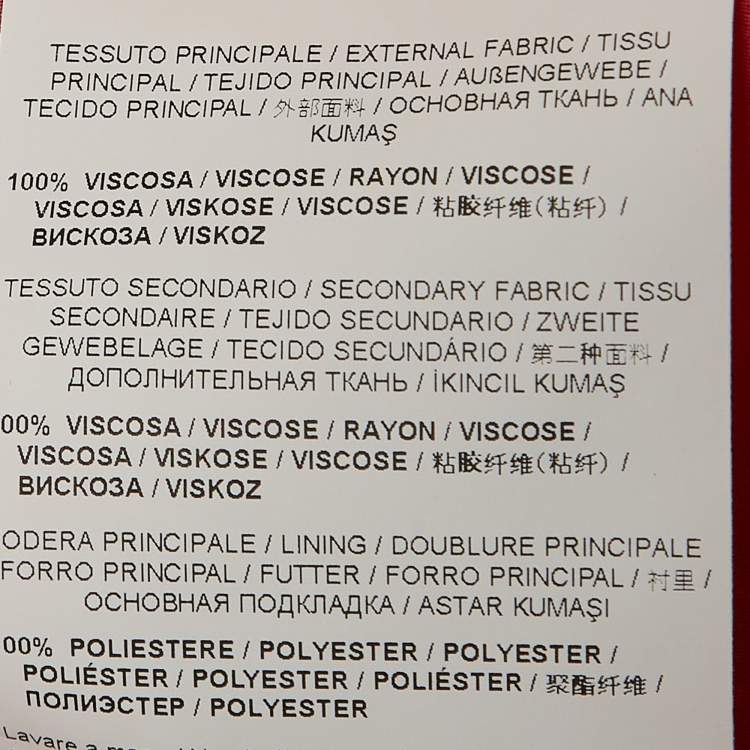 TESSUTO PRINCIPALE / EXTERNAL FABRIC / TISSU
PRINCIPAL / TEJIDO PRINCIPAL / AUßENGEWEBE /
TECIDO PRINCIPAL / 外部面料 / ОСНОВНАЯ ТКАНЬ / ANA
KUMAŞ
100% VISCOSA / VISCOSE / RAYON / VISCOSE /
VISCOSA / VISKOSE / VISCOSE / 粘胶纤维(粘纤) /
ВИСКОЗА / VISKOZ
TESSUTO SECONDARIO / SECONDARY FABRIC / TISSU
SECONDAIRE / TEJIDO SECUNDARIO / ZWEITE
GEWEBELAGE / TECIDO SECUNDÁRIO / 第二种面料 /
ДОПОЛНИТЕЛЬНАЯ ТКАНЬ / İKINCIL KUMAŞ
00% VISCOSA / VISCOSE / RAYON / VISCOSE /
VISCOSA / VISKOSE / VISCOSE / 粘胶纤维(粘纤) /
ВИСКОЗА / VISKOZ
ODERA PRINCIPALE / LINING / DOUBLURE PRINCIPALE
FORRO PRINCIPAL / FUTTER / FORRO PRINCIPAL / 衬里 /
ОСНОВНАЯ ПОДКЛАДКА / ASTAR KUMAŞI
00% POLIESTERE / POLYESTER / POLYESTER /
POLIÉSTER / POLYESTER / POLIÉSTER / 聚酯纤维 /
ПОЛИЭСТЕР / POLYESTER
Lavare a